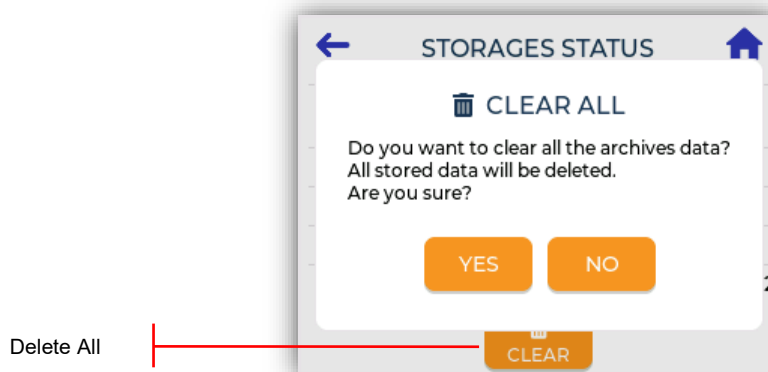 STORAGES STATUS
CLEAR ALL
Do you want to clear all the archives data?
All stored data will be deleted.
Are you sure?
YES NO
Delete All
CLEAR